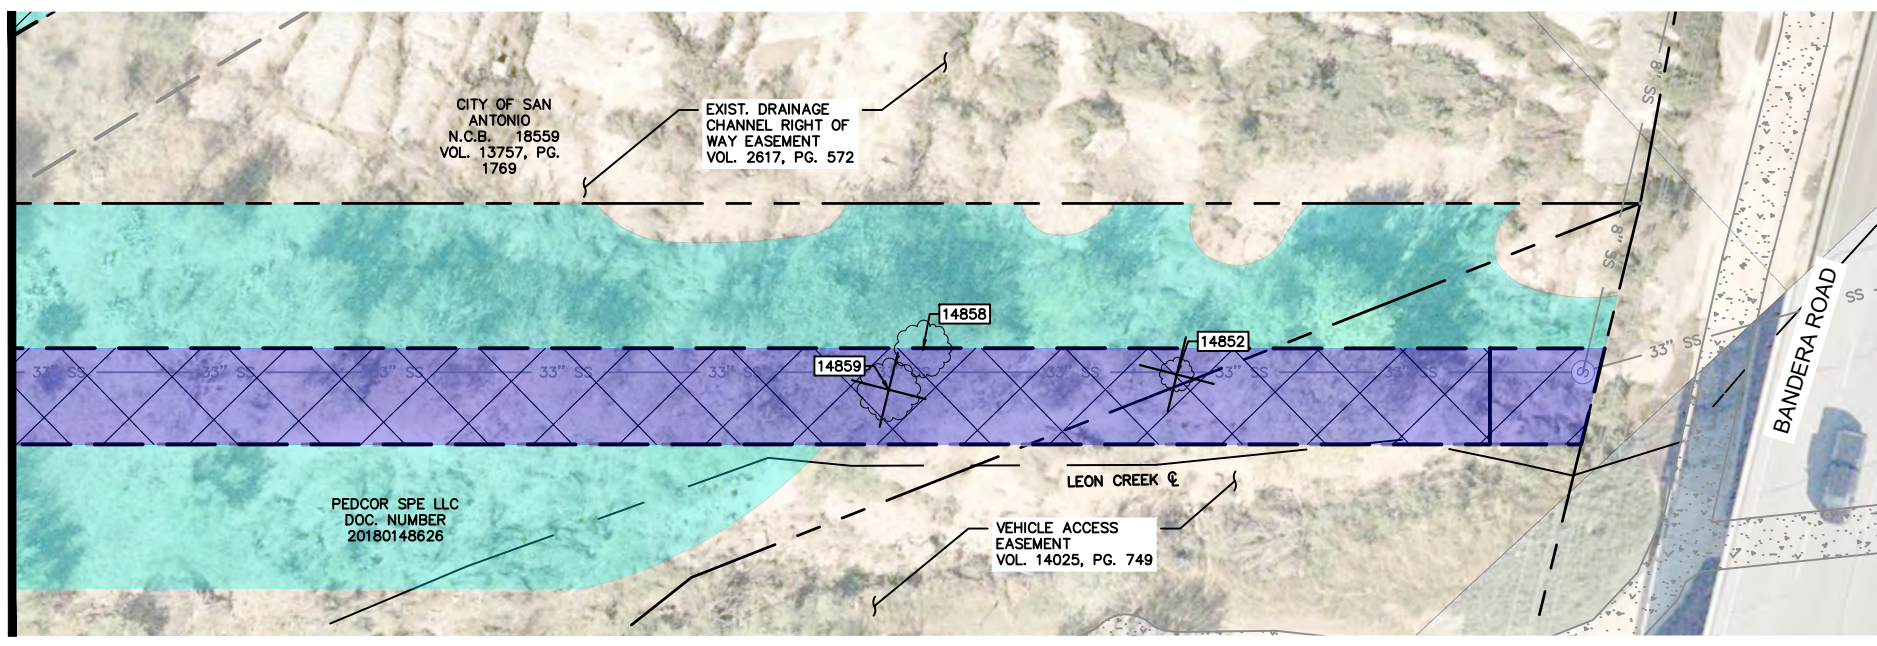 CITY OF SAN
ANTONIO
N.C.B. 18559
VOL. 13757, PG.
1769
EXIST. DRAINAGE
CHANNEL RIGHT OF
WAY EASEMENT
VOL. 2617, PG. 572
8" SS
8" SS
14858
14852
14859
33" SS
33" SS
33" SS
33" SS
33" SS
33" SS
33" SS
33" SS
33" SS
SS
BANDERA ROAD
LEON CREEK ℄
PEDCOR SPE LLC
DOC. NUMBER
20180148626
VEHICLE ACCESS
EASEMENT
VOL. 14025, PG. 749